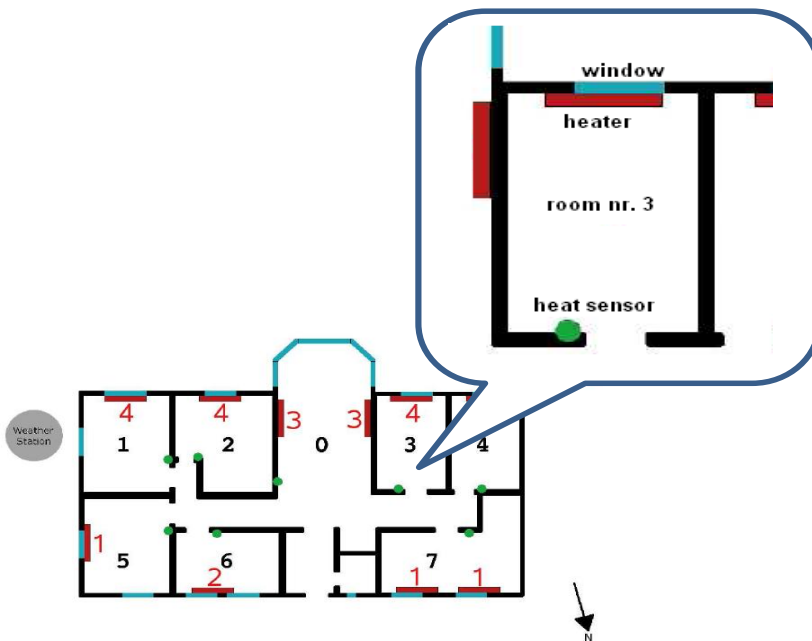 window
heater
room nr. 3
heat sensor
Weather
Station
4 4 3 3 4
1 2 0 3 4
5 6 7
1 2 1 1
N